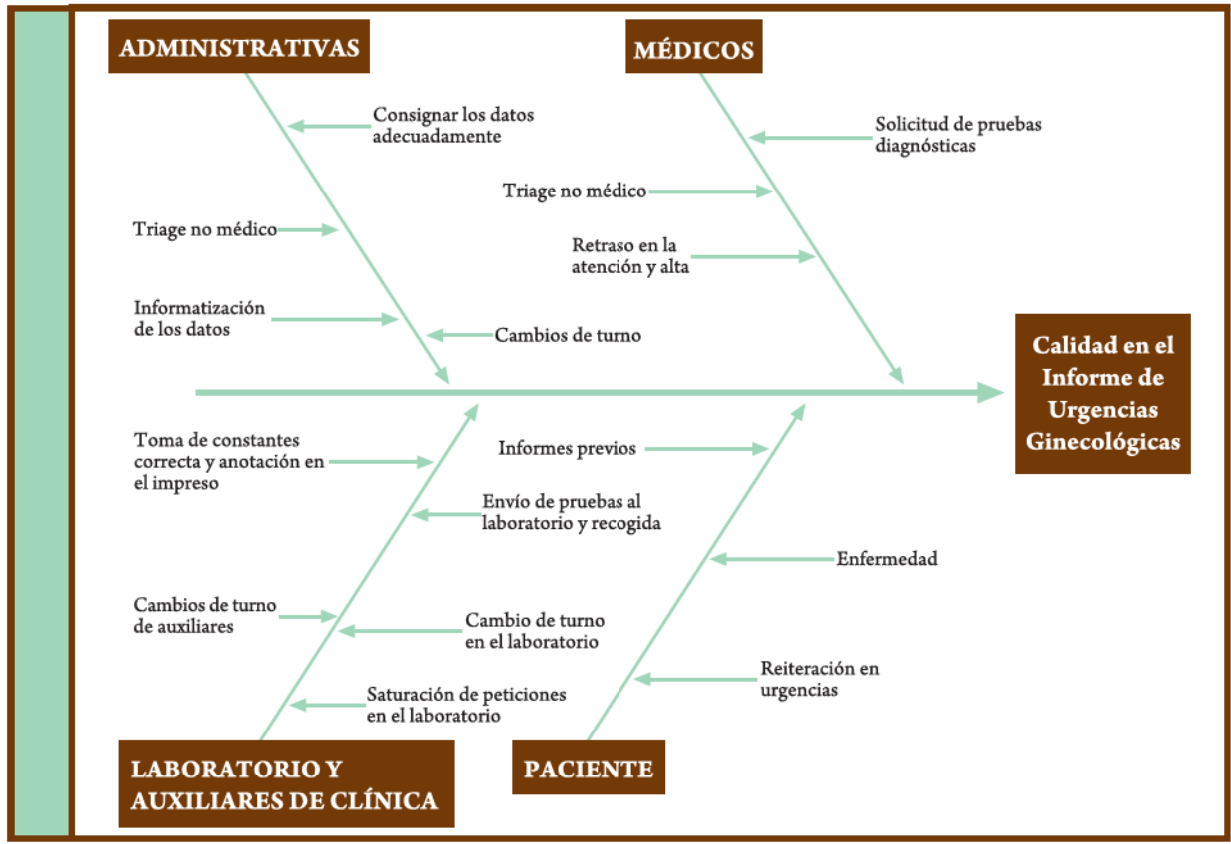 ADMINISTRATIVAS
MÉDICOS
Consignar los datos
adecuadamente
Solicitud de pruebas
diagnósticas
Triage no médico
Triage no médico
Retraso en la
atención y alta
Informatización
de los datos
Cambios de turno
Calidad en el
Informe de
Urgencias
Ginecológicas
Toma de constantes
correcta y anotación en
el impreso
Informes previos
Envío de pruebas al
laboratorio y recogida
Enfermedad
Cambios de turno
de auxiliares
Cambio de turno
en el laboratorio
Reiteración en
urgencias
Saturación de peticiones
en el laboratorio
LABORATORIO Y
AUXILIARES DE CLÍNICA
PACIENTE